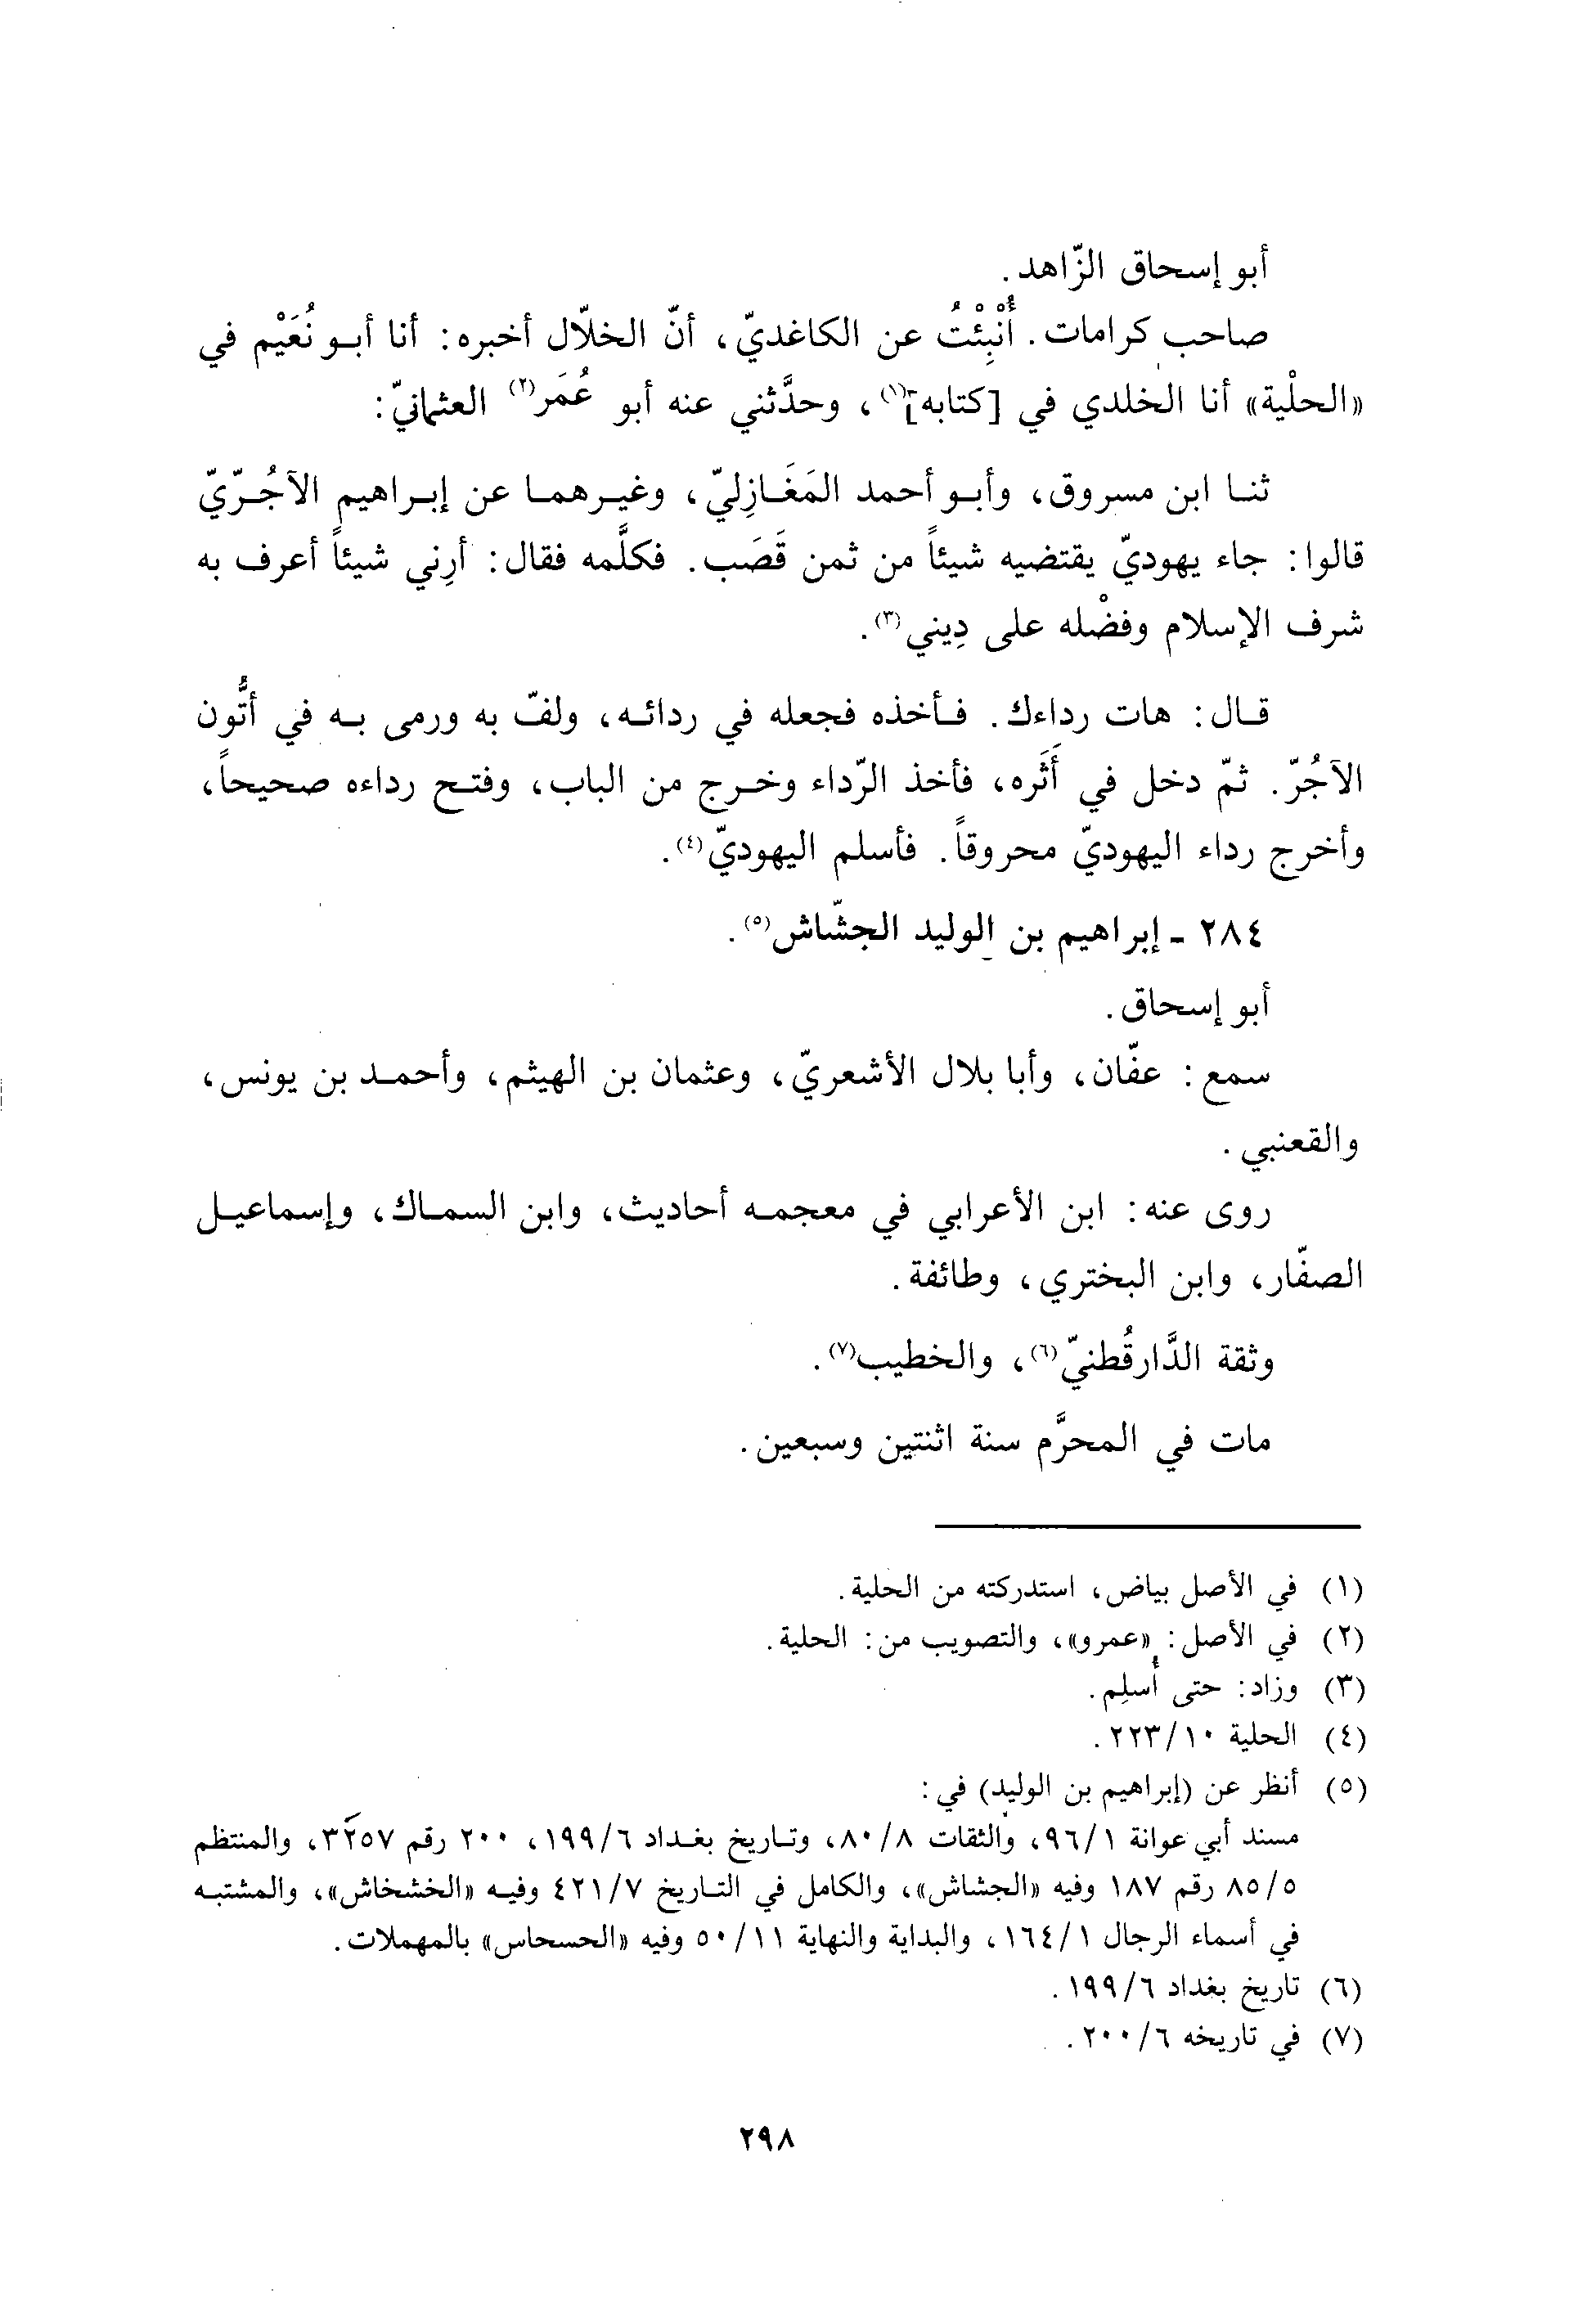 أبو إسحاق الزّاهد.
صاحب كرامات. أُنْبِئْتُ عن الكاغديّ، أنّ الخلّال أخبره: أنا أبو نُعَيْم في
«الحلْية» أنا الخلدي في [كتابه](١)، وحدَّثني عنه أبو عُمَر(٢) العثمانيّ:
ثنا ابن مسروق، وأبو أحمد المَغَازِليّ، وغيرهما عن إبراهيم الآجُرّيّ
قالوا: جاء يهوديّ يقتضيه شيئاً من ثمن قَصَب. فكلَّمه فقال: أرِني شيئاً أعرف به
شرف الإسلام وفضْله على دِيني(٣).
قال: هات رداءك. فأخذه فجعله في ردائه، ولفّ به ورمى به في أتُّون
الآجُرّ. ثمّ دخل في أَثَره، فأخذ الرّداء وخرج من الباب، وفتح رداءه صحيحاً،
وأخرج رداء اليهوديّ محروقاً. فأسلم اليهوديّ(٤).
٢٨٤ - إبراهيم بن الوليد الجشّاش(٥).
أبو إسحاق.
سمع: عفّان، وأبا بلال الأشعريّ، وعثمان بن الهيثم، وأحمد بن يونس،
والقعنبي.
روى عنه: ابن الأعرابي في معجمه أحاديث، وابن السماك، وإسماعيل
الصفّار، وابن البختري، وطائفة.
وثقة الدَّارقُطنيّ(٦)، والخطيب(٧).
مات في المحرَّم سنة اثنتين وسبعين.
(١) في الأصل بياض، استدركته من الحلية.
(٢) في الأصل: «عمرو»، والتصويب من: الحلية.
(٣) وزاد: حتى أُسلِم.
(٤) الحلية ٢٢٣/١٠.
(٥) أنظر عن (إبراهيم بن الوليد) في:
مسند أبي عوانة ٩٦/١، والثقات ٨٠/٨، وتاريخ بغداد ١٩٩/٦، ٢٠٠ رقم ٣٢٥٧، والمنتظم
٨٥/٥ رقم ١٨٧ وفيه «الجشاش»، والكامل في التاريخ ٤٢١/٧ وفيه «الخشخاش»، والمشتبه
في أسماء الرجال ١٦٤/١، والبداية والنهاية ٥٠/١١ وفيه «الحسحاس» بالمهملات.
(٦) تاريخ بغداد ١٩٩/٦.
(٧) في تاريخه ٢٠٠/٦.
٢٩٨